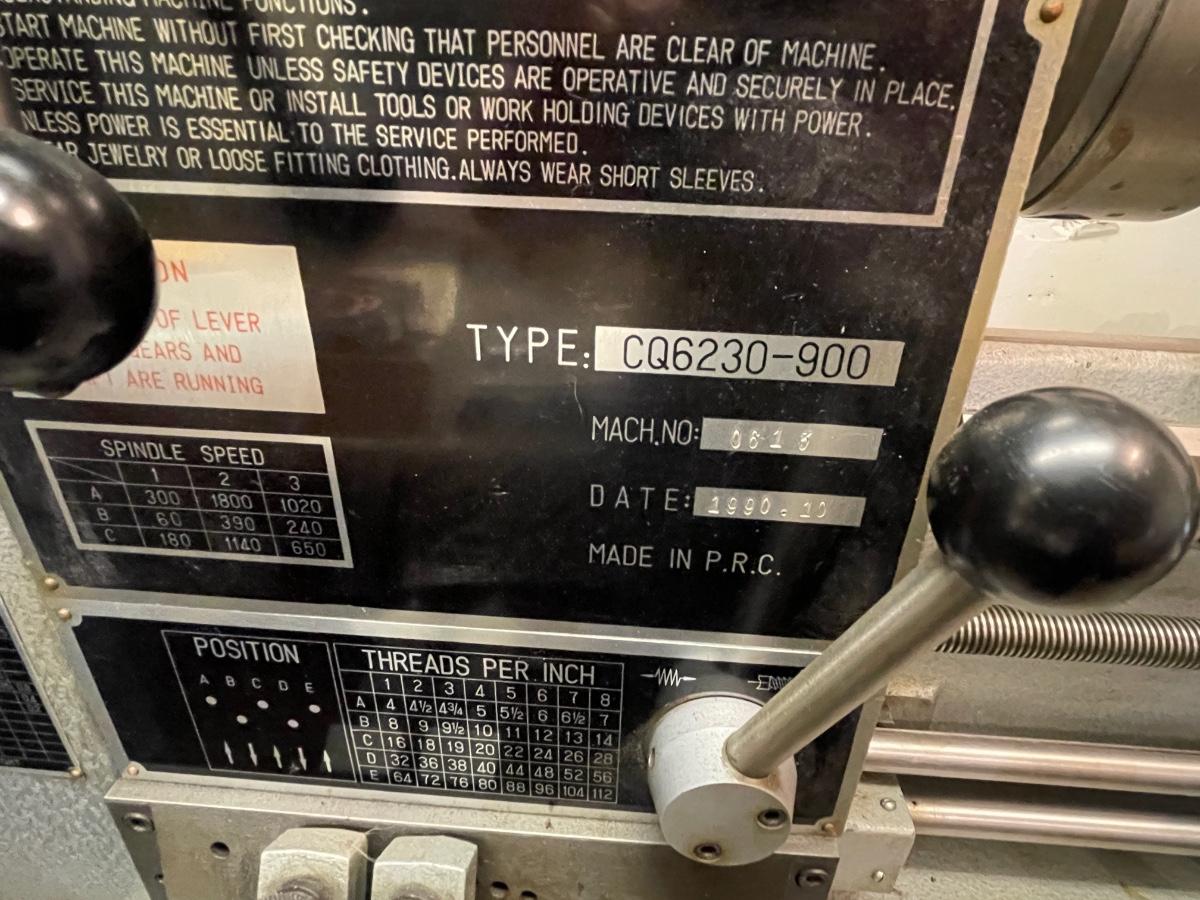 MACHINE FUNCTIONS.
START MACHINE WITHOUT FIRST CHECKING THAT PERSONNEL ARE CLEAR OF MACHINE.
OPERATE THIS MACHINE UNLESS SAFETY DEVICES ARE OPERATIVE AND SECURELY IN PLACE.
SERVICE THIS MACHINE OR INSTALL TOOLS OR WORK HOLDING DEVICES WITH POWER.
NLESS POWER IS ESSENTIAL TO THE SERVICE PERFORMED.
JEWELRY OR LOOSE FITTING CLOTHING.ALWAYS WEAR SHORT SLEEVES.
ON
OF LEVER
GEARS AND
ARE RUNNING
TYPE: CQ6230-900
MACH.NO:
DATE: 1990.10
MADE IN P.R.C.
SPINDLE SPEED
1 2 3
A 300 1800 1020
B 60 390 240
C 180 1140 650
POSITION
A B C D E
THREADS PER INCH
1 2 3 4 5 6 7 8
A 4 4½ 4¾ 5 5½ 6 6½ 7
B 8 9 9½ 10 11 12 13 14
C 16 18 19 20 22 24 26 28
D 32 36 38 40 44 48 52 56
E 64 72 76 80 88 96 104 112